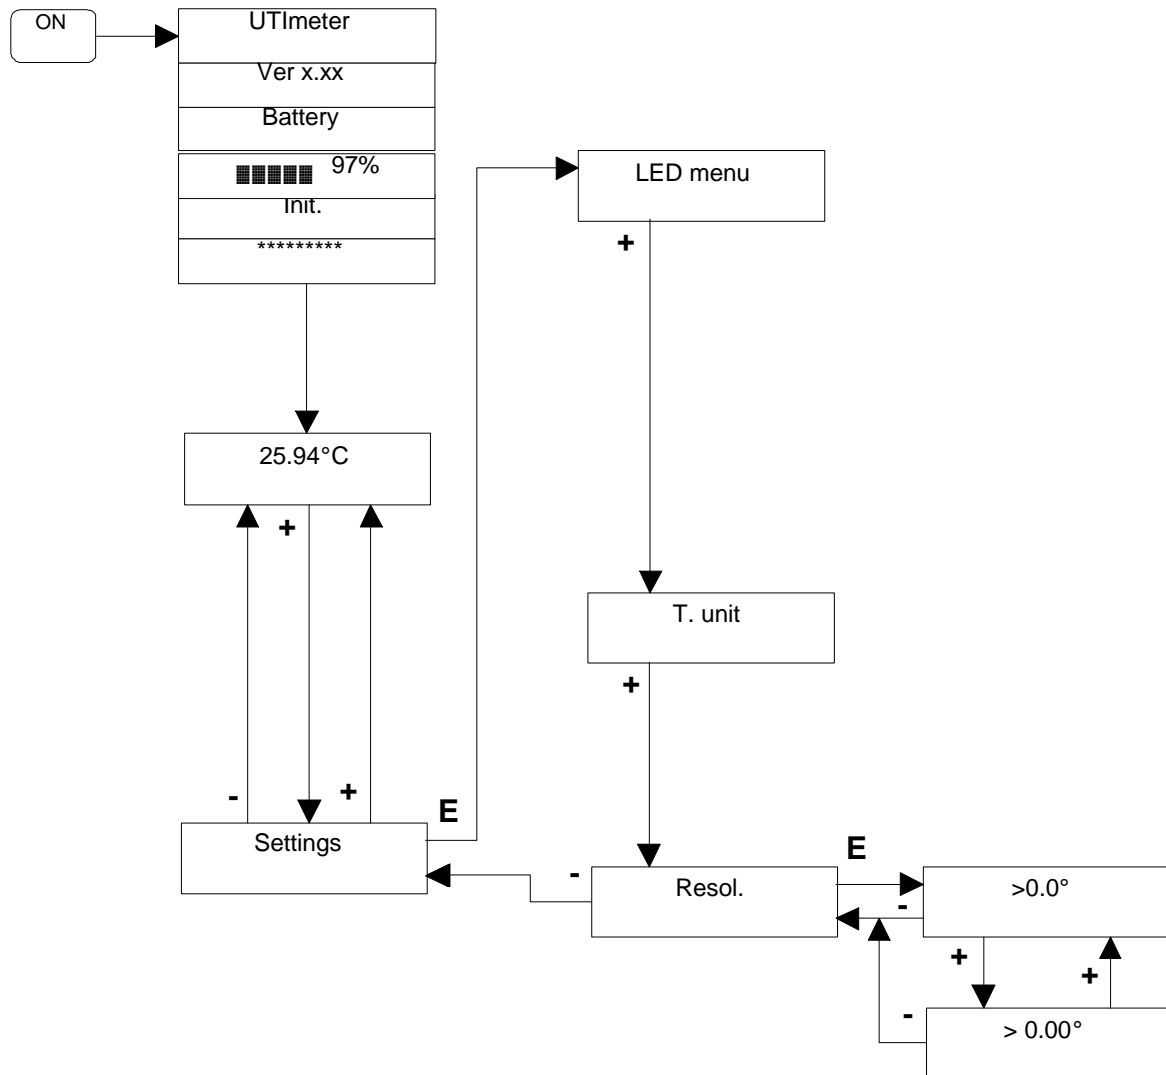 ON
UTImeter
Ver x.xx
Battery
97%
Init.
*********
LED menu
+
25.94°C
+
T. unit
+
-
+
E
Settings
-
Resol.
E
-
>0.0°
+
+
-
> 0.00°